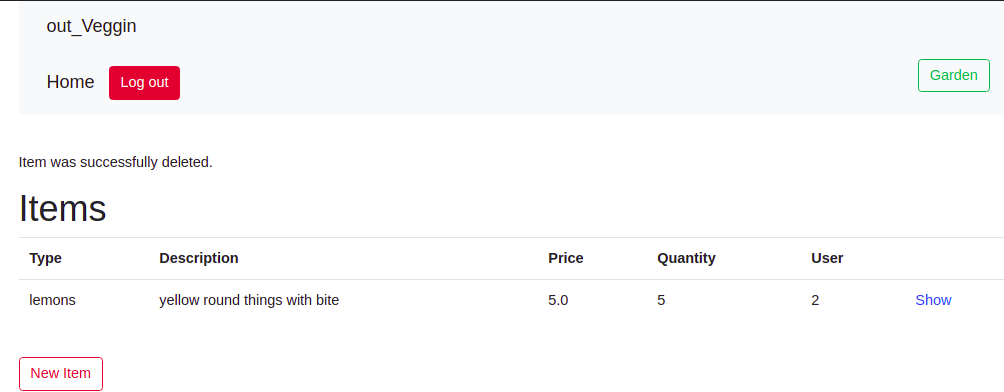 out_Veggin
Home Log out Garden
Item was successfully deleted.
Items
Type Description Price Quantity User
lemons yellow round things with bite 5.0 5 2 Show
New Item